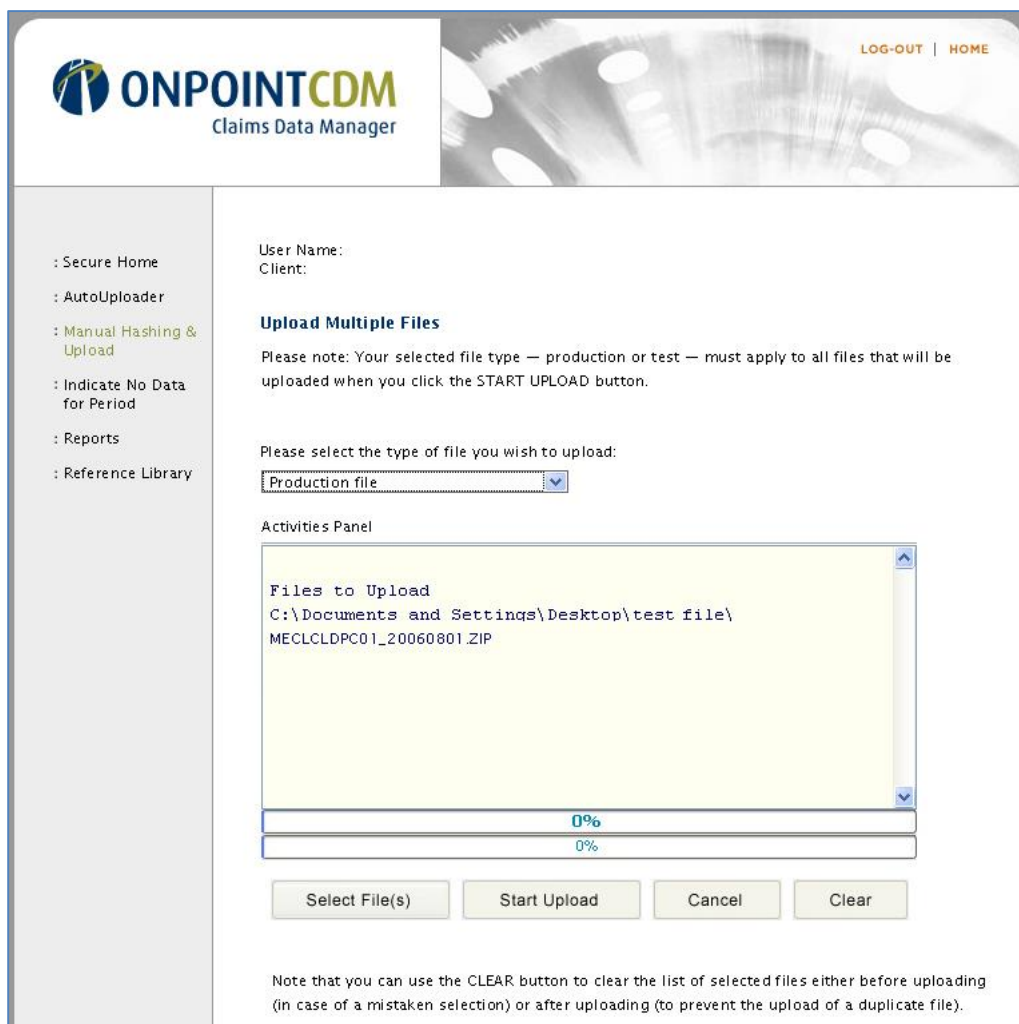 LOG-OUT | HOME
ONPOINTCDM
Claims Data Manager
: Secure Home
: AutoUploader
: Manual Hashing &
Upload
: Indicate No Data
for Period
: Reports
: Reference Library
User Name:
Client:
Upload Multiple Files
Please note: Your selected file type — production or test — must apply to all files that will be
uploaded when you click the START UPLOAD button.
Please select the type of file you wish to upload:
Production file
Activities Panel
Files to Upload
C:\Documents and Settings\Desktop\test file\
MECLCLDPC01_20060801.ZIP
0%
0%
Select File(s) Start Upload Cancel Clear
Note that you can use the CLEAR button to clear the list of selected files either before uploading
(in case of a mistaken selection) or after uploading (to prevent the upload of a duplicate file).